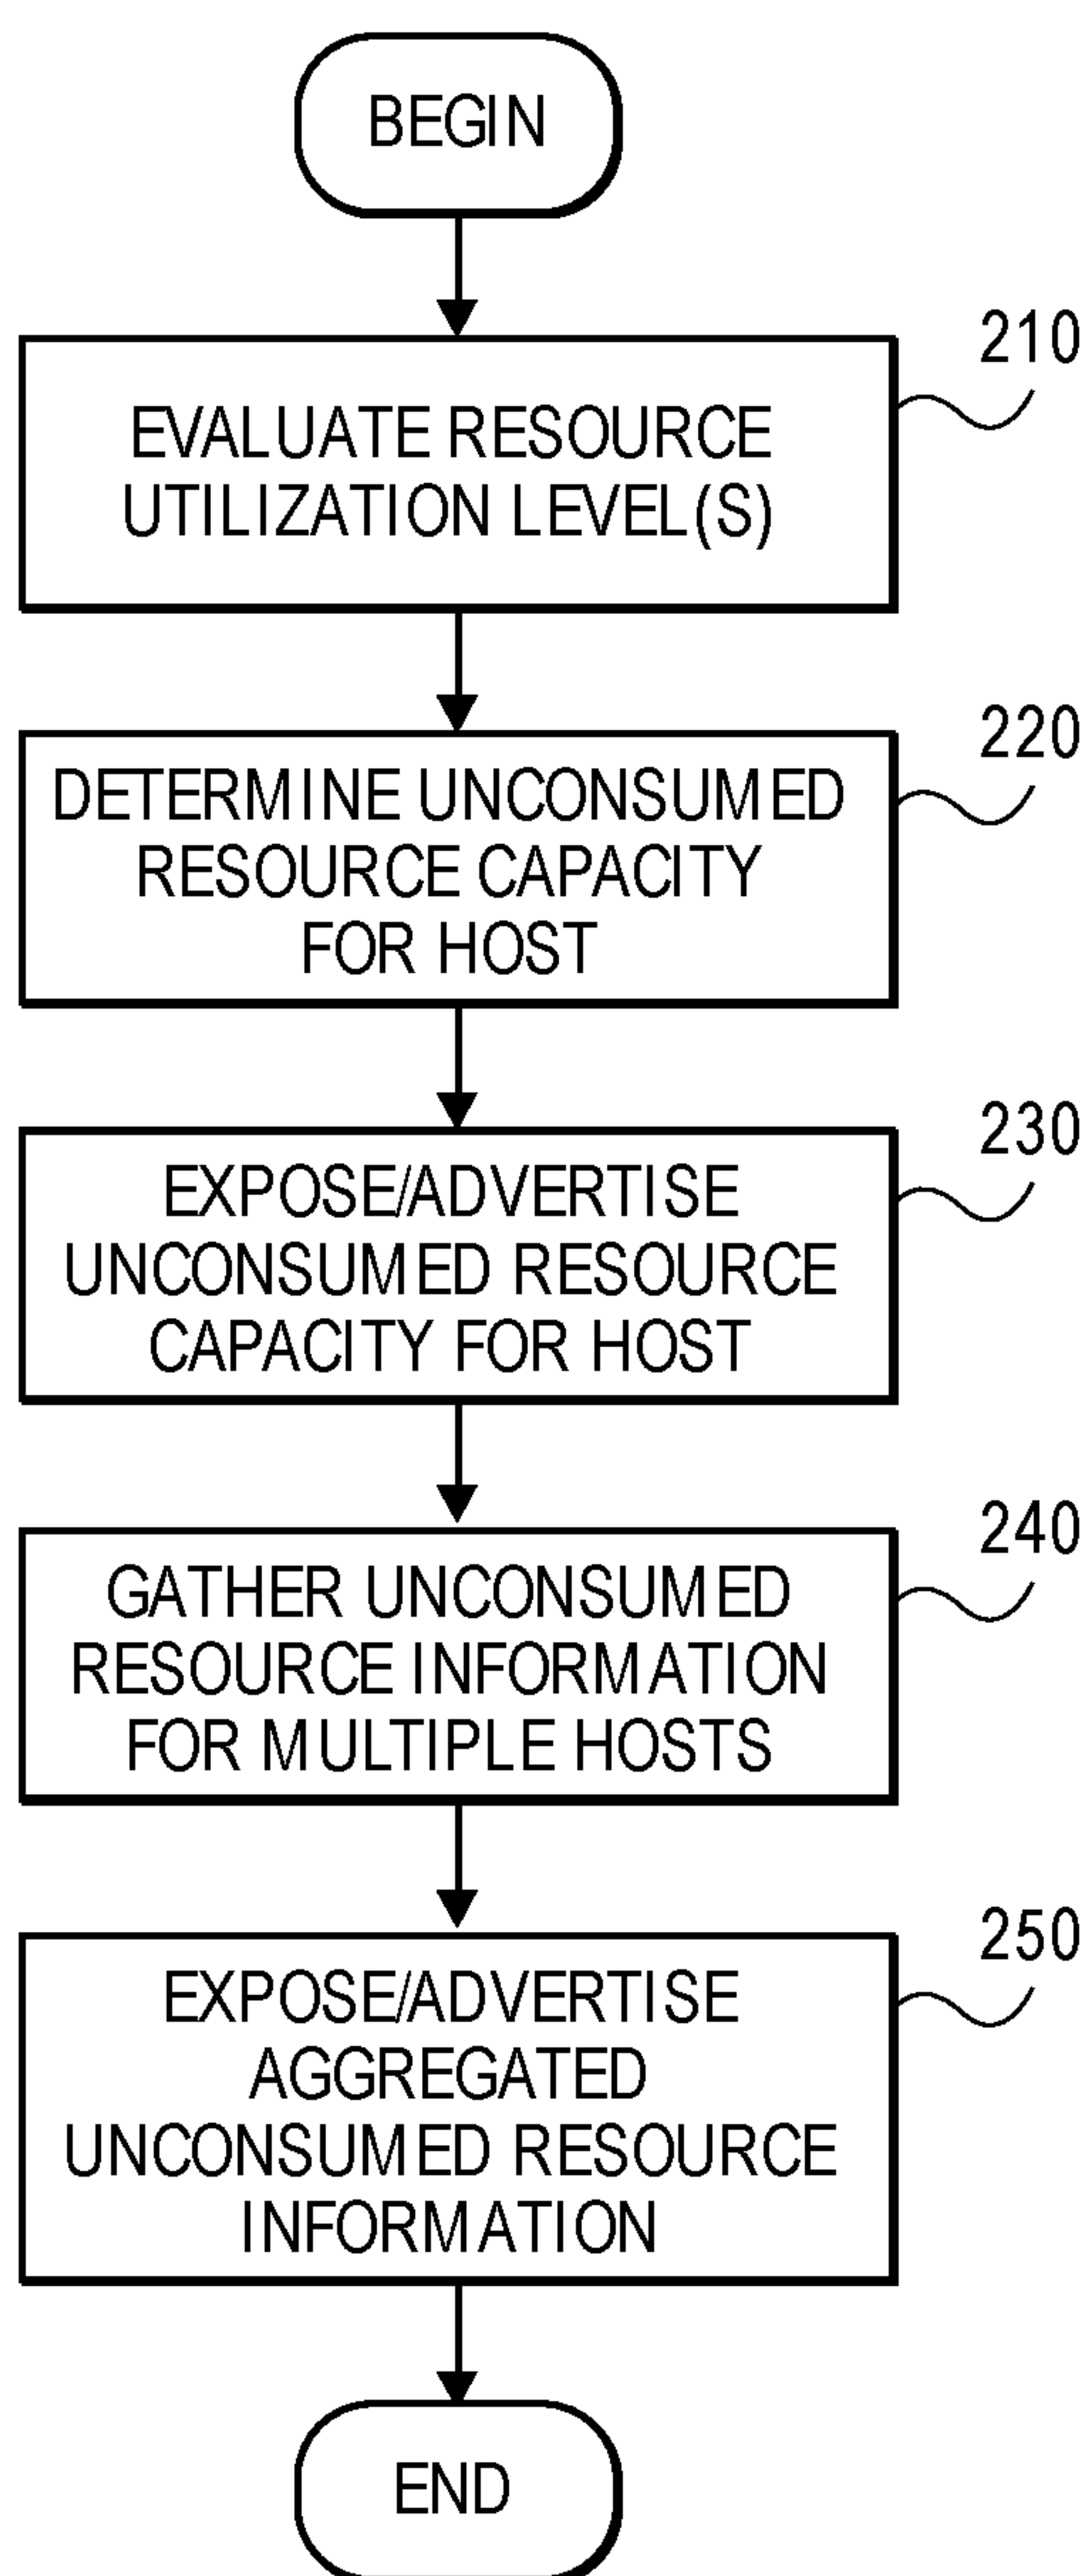 BEGIN
210
EVALUATE RESOURCE
UTILIZATION LEVEL(S)
220
DETERMINE UNCONSUMED
RESOURCE CAPACITY
FOR HOST
230
EXPOSE/ADVERTISE
UNCONSUMED RESOURCE
CAPACITY FOR HOST
240
GATHER UNCONSUMED
RESOURCE INFORMATION
FOR MULTIPLE HOSTS
250
EXPOSE/ADVERTISE
AGGREGATED
UNCONSUMED RESOURCE
INFORMATION
END